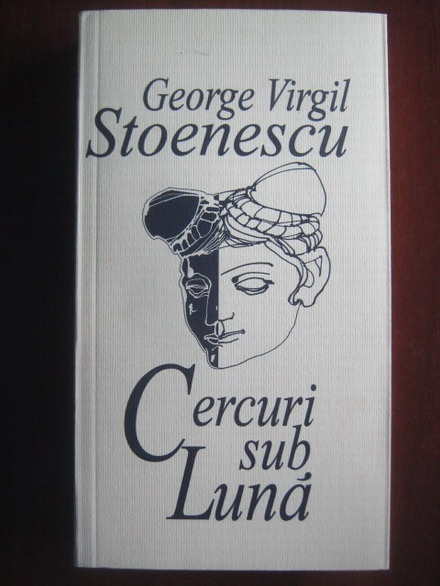 George Virgil
Stoenescu
Cercuri
sub
Lună